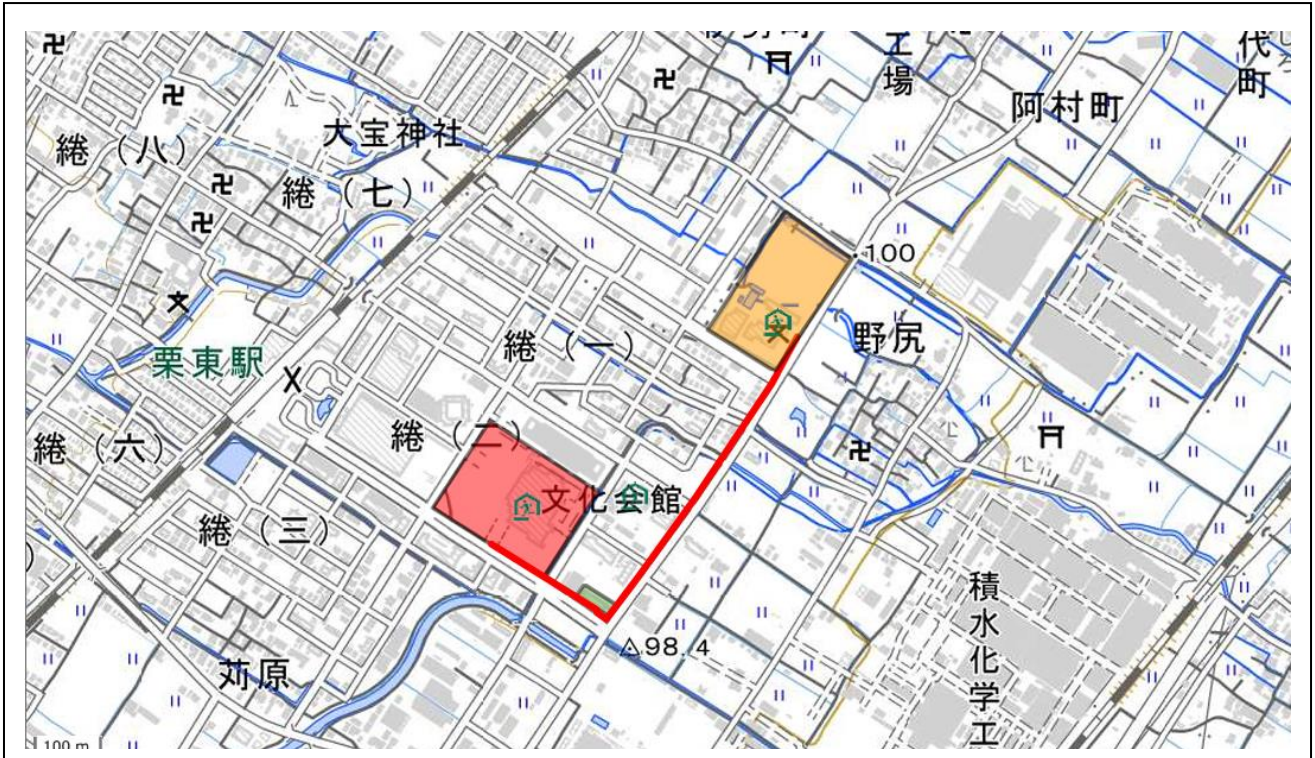 工場
代町
阿村町
大宝神社
綣（八）
綣（七）
100
野尻
綣（一）
栗東駅
綣（二）
綣（六）
文化会館
綣（三）
積水化学工
98.4
苅原
100 m